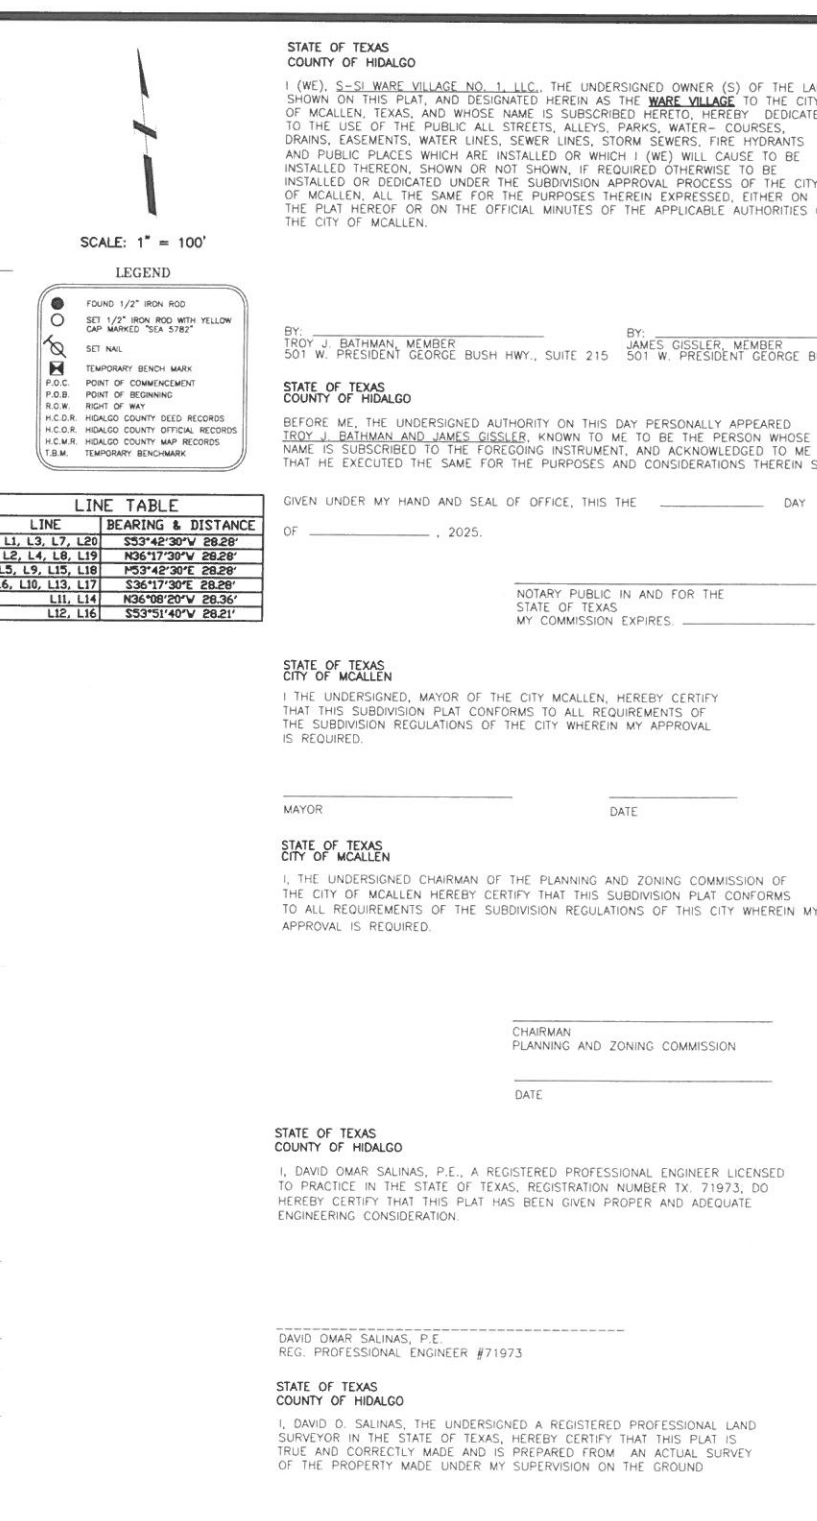 SCALE: 1" = 100'
LEGEND
FOUND 1/2" IRON ROD
SET 1/2" IRON ROD WITH YELLOW
CAP MARKED "SEA 5782"
SET NAIL
TEMPORARY BENCH MARK
P.O.C. POINT OF COMMENCEMENT
P.O.B. POINT OF BEGINNING
R.O.W. RIGHT OF WAY
H.C.D.R. HIDALGO COUNTY DEED RECORDS
H.C.O.R. HIDALGO COUNTY OFFICIAL RECORDS
H.C.M.R. HIDALGO COUNTY MAP RECORDS
T.B.M. TEMPORARY BENCHMARK
LINE TABLE
LINE BEARING & DISTANCE
L1, L3, L7, L20 S53°42'30"W 28.28'
L2, L4, L8, L19 N36°17'30"W 28.28'
L5, L9, L15, L18 N53°42'30"E 28.28'
6, L10, L13, L17 S36°17'30"E 28.28'
L11, L14 N36°08'20"W 28.36'
L12, L16 S53°51'40"W 28.21'
STATE OF TEXAS
COUNTY OF HIDALGO
I (WE), S-SI WARE VILLAGE NO. 1, LLC., THE UNDERSIGNED OWNER (S) OF THE LA
SHOWN ON THIS PLAT, AND DESIGNATED HEREIN AS THE WARE VILLAGE TO THE CITY
OF MCALLEN, TEXAS, AND WHOSE NAME IS SUBSCRIBED HERETO, HEREBY DEDICATE
TO THE USE OF THE PUBLIC ALL STREETS, ALLEYS, PARKS, WATER- COURSES,
DRAINS, EASEMENTS, WATER LINES, SEWER LINES, STORM SEWERS, FIRE HYDRANTS
AND PUBLIC PLACES WHICH ARE INSTALLED OR WHICH I (WE) WILL CAUSE TO BE
INSTALLED THEREON, SHOWN OR NOT SHOWN, IF REQUIRED OTHERWISE TO BE
INSTALLED OR DEDICATED UNDER THE SUBDIVISION APPROVAL PROCESS OF THE CITY
OF MCALLEN, ALL THE SAME FOR THE PURPOSES THEREIN EXPRESSED, EITHER ON
THE PLAT HEREOF OR ON THE OFFICIAL MINUTES OF THE APPLICABLE AUTHORITIES
THE CITY OF MCALLEN.
BY: BY:
TROY J. BATHMAN, MEMBER JAMES GISSLER, MEMBER
501 W. PRESIDENT GEORGE BUSH HWY., SUITE 215 501 W. PRESIDENT GEORGE B
STATE OF TEXAS
COUNTY OF HIDALGO
BEFORE ME, THE UNDERSIGNED AUTHORITY ON THIS DAY PERSONALLY APPEARED
TROY J. BATHMAN AND JAMES GISSLER, KNOWN TO ME TO BE THE PERSON WHOSE
NAME IS SUBSCRIBED TO THE FOREGOING INSTRUMENT, AND ACKNOWLEDGED TO ME
THAT HE EXECUTED THE SAME FOR THE PURPOSES AND CONSIDERATIONS THEREIN S
GIVEN UNDER MY HAND AND SEAL OF OFFICE, THIS THE ____________ DAY
OF ____________ , 2025.
NOTARY PUBLIC IN AND FOR THE
STATE OF TEXAS
MY COMMISSION EXPIRES. ____________
STATE OF TEXAS
CITY OF MCALLEN
I THE UNDERSIGNED, MAYOR OF THE CITY MCALLEN, HEREBY CERTIFY
THAT THIS SUBDIVISION PLAT CONFORMS TO ALL REQUIREMENTS OF
THE SUBDIVISION REGULATIONS OF THE CITY WHEREIN MY APPROVAL
IS REQUIRED.
MAYOR DATE
STATE OF TEXAS
CITY OF MCALLEN
I, THE UNDERSIGNED CHAIRMAN OF THE PLANNING AND ZONING COMMISSION OF
THE CITY OF MCALLEN HEREBY CERTIFY THAT THIS SUBDIVISION PLAT CONFORMS
TO ALL REQUIREMENTS OF THE SUBDIVISION REGULATIONS OF THIS CITY WHEREIN MY
APPROVAL IS REQUIRED.
CHAIRMAN
PLANNING AND ZONING COMMISSION
DATE
STATE OF TEXAS
COUNTY OF HIDALGO
I, DAVID OMAR SALINAS, P.E., A REGISTERED PROFESSIONAL ENGINEER LICENSED
TO PRACTICE IN THE STATE OF TEXAS, REGISTRATION NUMBER TX. 71973, DO
HEREBY CERTIFY THAT THIS PLAT HAS BEEN GIVEN PROPER AND ADEQUATE
ENGINEERING CONSIDERATION.
DAVID OMAR SALINAS, P.E.
REG. PROFESSIONAL ENGINEER #71973
STATE OF TEXAS
COUNTY OF HIDALGO
I, DAVID O. SALINAS, THE UNDERSIGNED A REGISTERED PROFESSIONAL LAND
SURVEYOR IN THE STATE OF TEXAS, HEREBY CERTIFY THAT THIS PLAT IS
TRUE AND CORRECTLY MADE AND IS PREPARED FROM AN ACTUAL SURVEY
OF THE PROPERTY MADE UNDER MY SUPERVISION ON THE GROUND